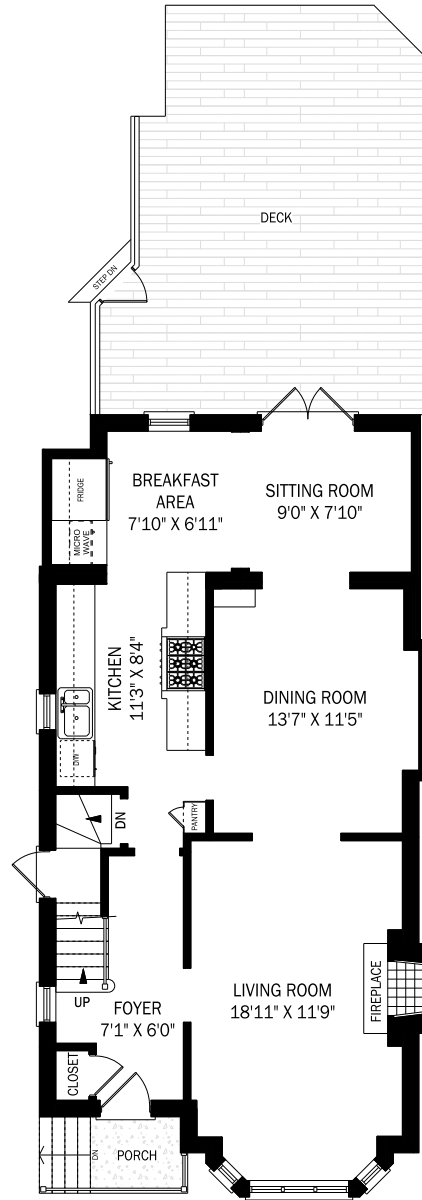 DECK
STEP DN
FRIDGE
MICRO
WAVE
BREAKFAST
AREA
7'10" X 6'11"
SITTING ROOM
9'0" X 7'10"
KITCHEN
11'3" X 8'4"
DINING ROOM
13'7" X 11'5"
D/W
DN
PANTRY
UP
FOYER
7'1" X 6'0"
LIVING ROOM
18'11" X 11'9"
FIREPLACE
CLOSET
DN
PORCH